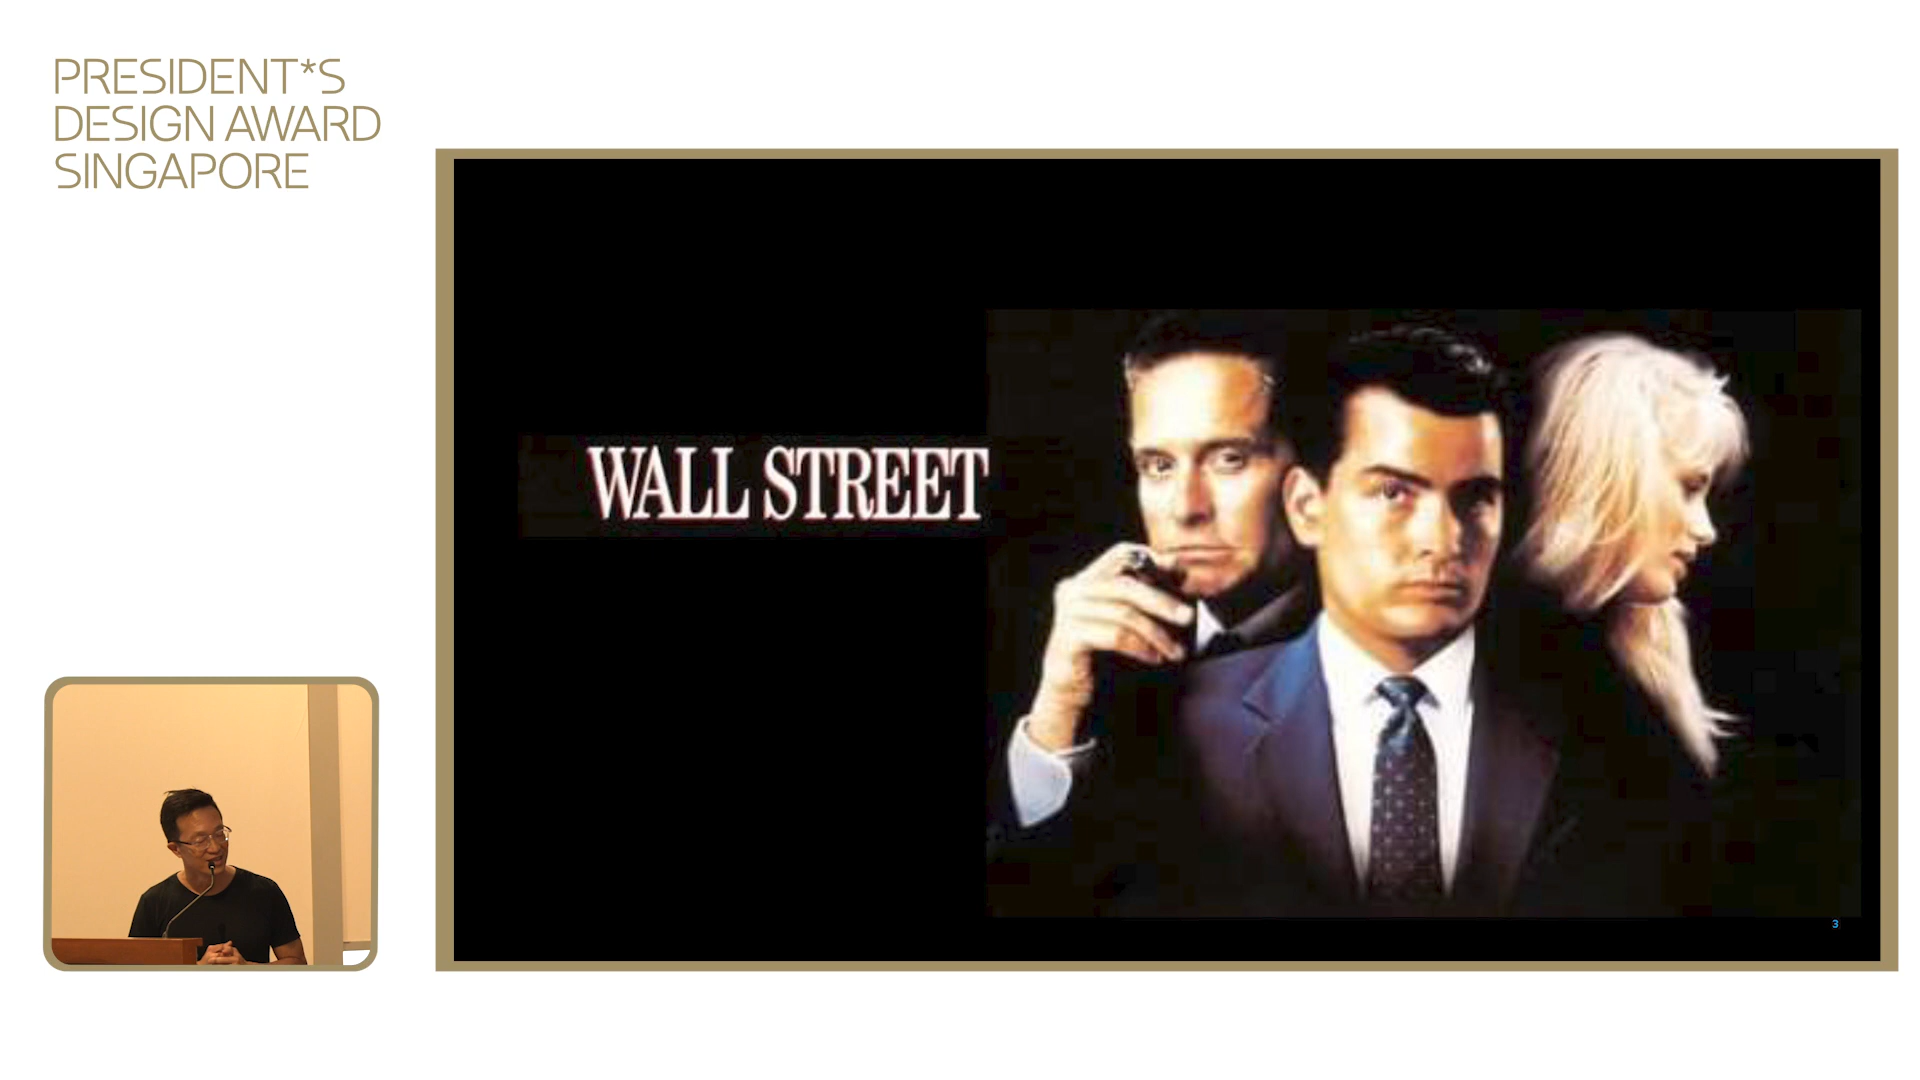 PRESIDENT*S
DESIGN AWARD
SINGAPORE
WALL STREET
3